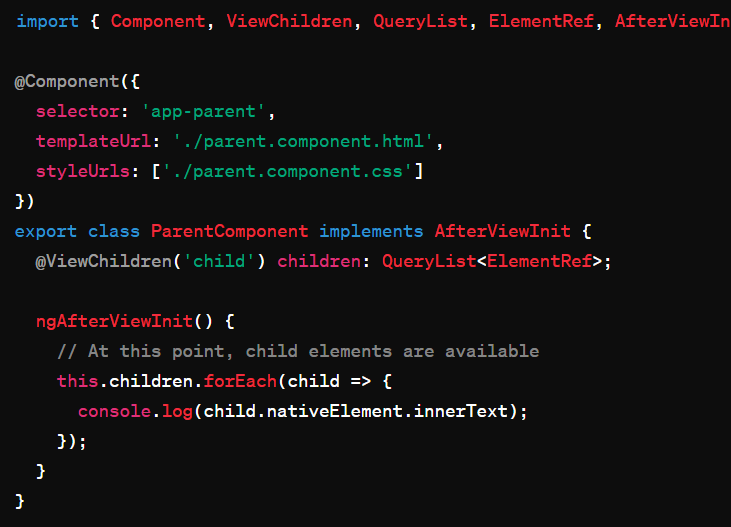 import { Component, ViewChildren, QueryList, ElementRef, AfterViewIn
@Component({
  selector: 'app-parent',
  templateUrl: './parent.component.html',
  styleUrls: ['./parent.component.css']
})
export class ParentComponent implements AfterViewInit {
  @ViewChildren('child') children: QueryList<ElementRef>;
  ngAfterViewInit() {
    // At this point, child elements are available
    this.children.forEach(child => {
      console.log(child.nativeElement.innerText);
    });
  }
}